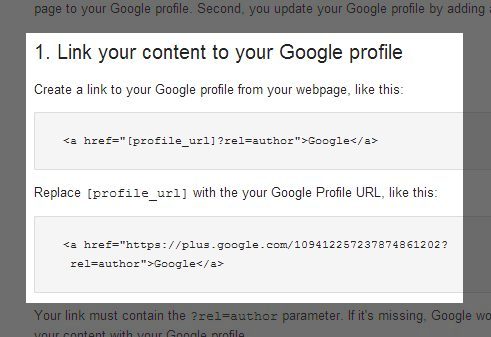 page to your Google profile. Second, you update your Google profile by adding a
1. Link your content to your Google profile
Create a link to your Google profile from your webpage, like this:
<a href="[profile_url]?rel=author">Google</a>
Replace [profile_url] with the your Google Profile URL, like this:
<a href="https://plus.google.com/109412257237874861202?
rel=author">Google</a>
Your link must contain the ?rel=author parameter. If it's missing, Google wo
your content with your Google profile.